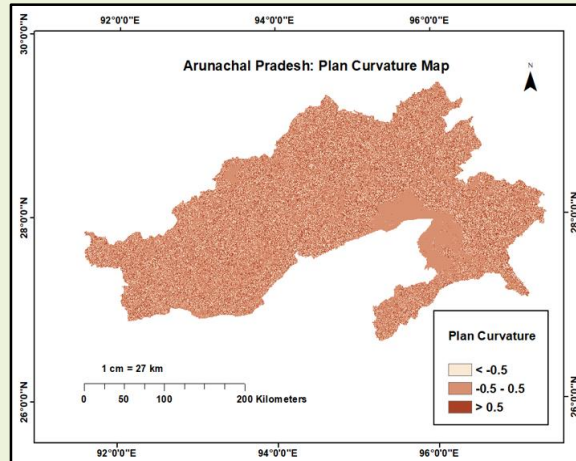 92°0'0"E 94°0'0"E 96°0'0"E
30°0'0"N
Arunachal Pradesh: Plan Curvature Map
N
28°0'0"N
28°0'0"N
Plan Curvature
< -0.5
-0.5 - 0.5
> 0.5
1 cm = 27 km
0 25 50 100 150 200 Kilometers
26°0'0"N
26°0'0"N
92°0'0"E 94°0'0"E 96°0'0"E